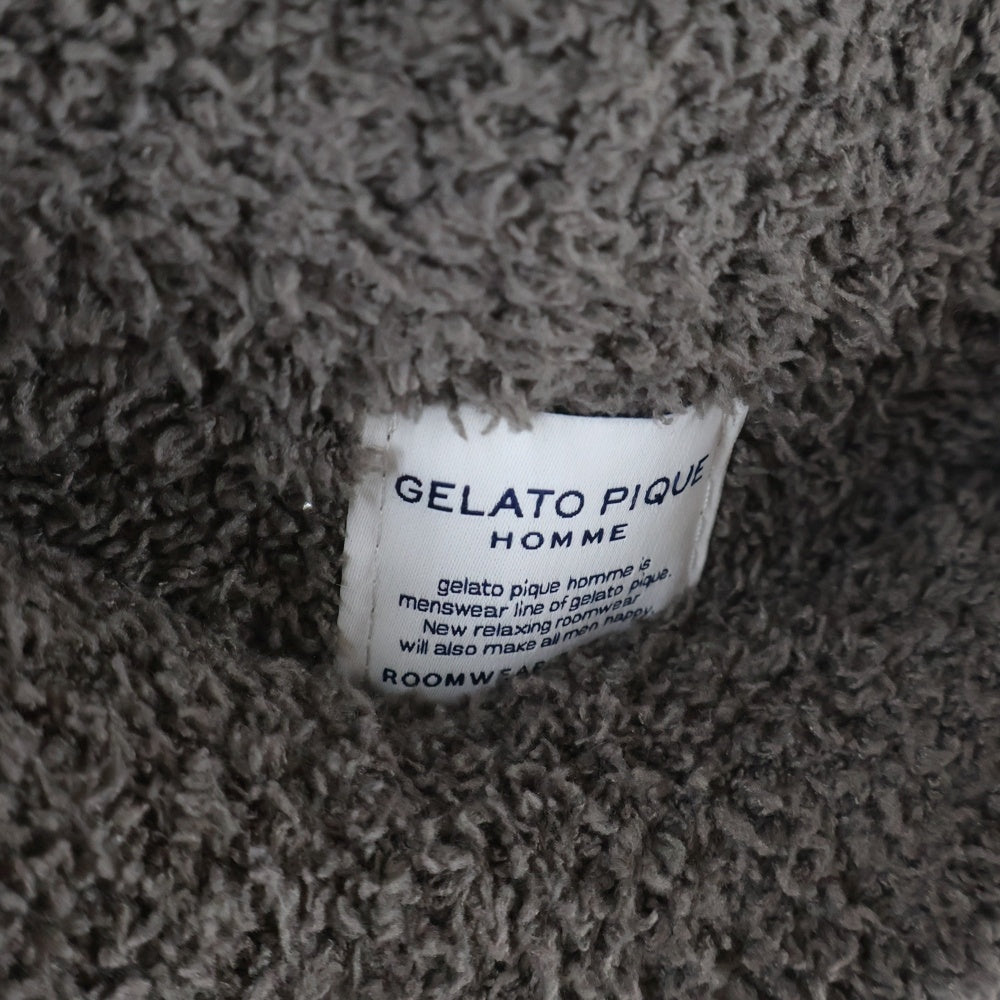 GELATO PIQUE
HOMME
gelato pique homme is
menswear line of gelato pique.
New relaxing roomwear
will also make all men happy.
ROOMWEAR